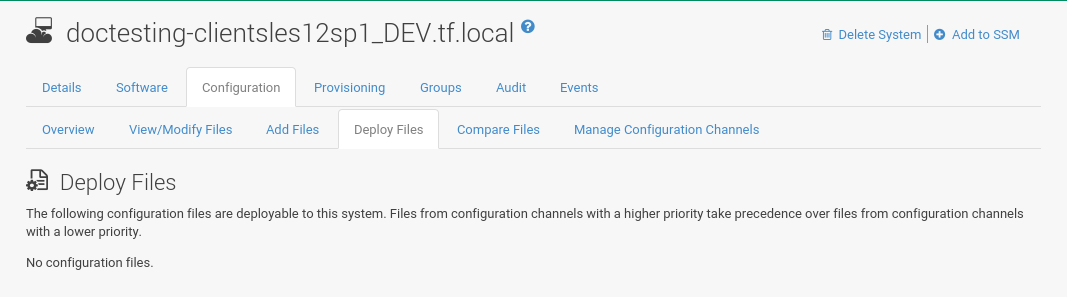 doctesting-clientsles12sp1_DEV.tf.local ?
Delete System | Add to SSM
Details Software Configuration Provisioning Groups Audit Events
Overview View/Modify Files Add Files Deploy Files Compare Files Manage Configuration Channels
Deploy Files
The following configuration files are deployable to this system. Files from configuration channels with a higher priority take precedence over files from configuration channels
with a lower priority.
No configuration files.